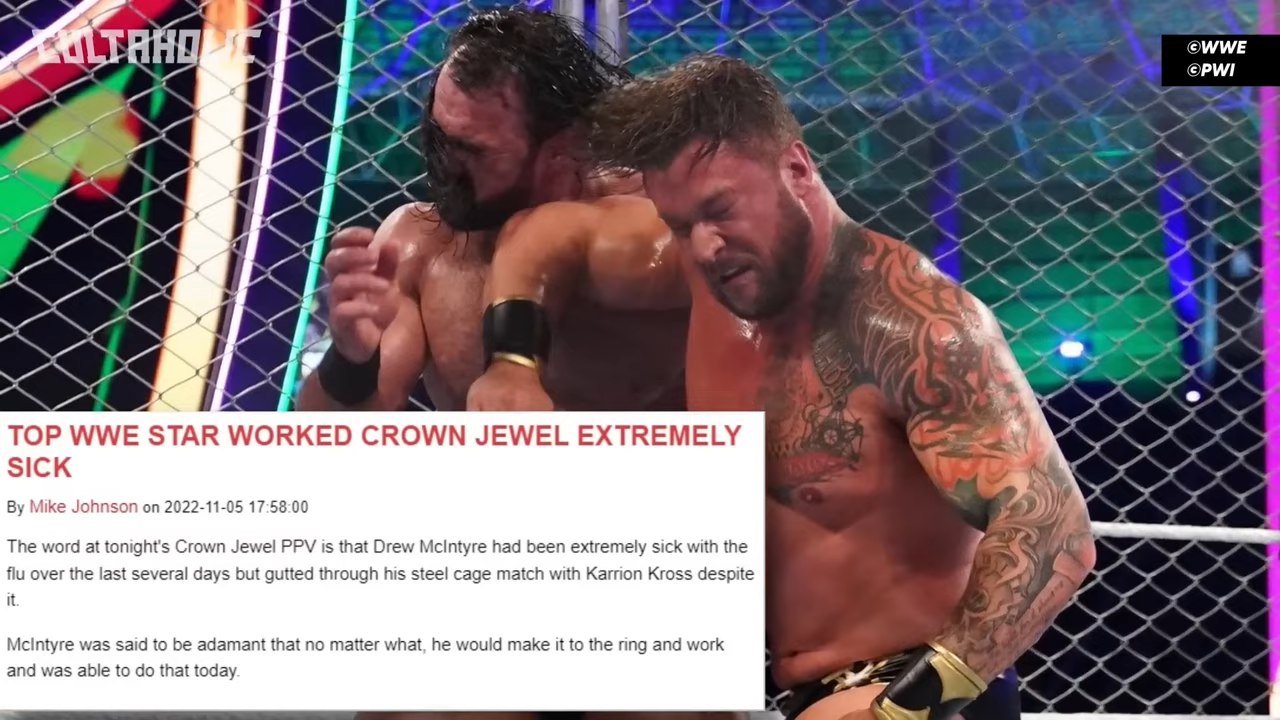 CULTAHOLIC
©WWE
©PWI
TOP WWE STAR WORKED CROWN JEWEL EXTREMELY
SICK
By Mike Johnson on 2022-11-05 17:58:00
The word at tonight's Crown Jewel PPV is that Drew McIntyre had been extremely sick with the
flu over the last several days but gutted through his steel cage match with Karrion Kross despite
it.
McIntyre was said to be adamant that no matter what, he would make it to the ring and work
and was able to do that today.